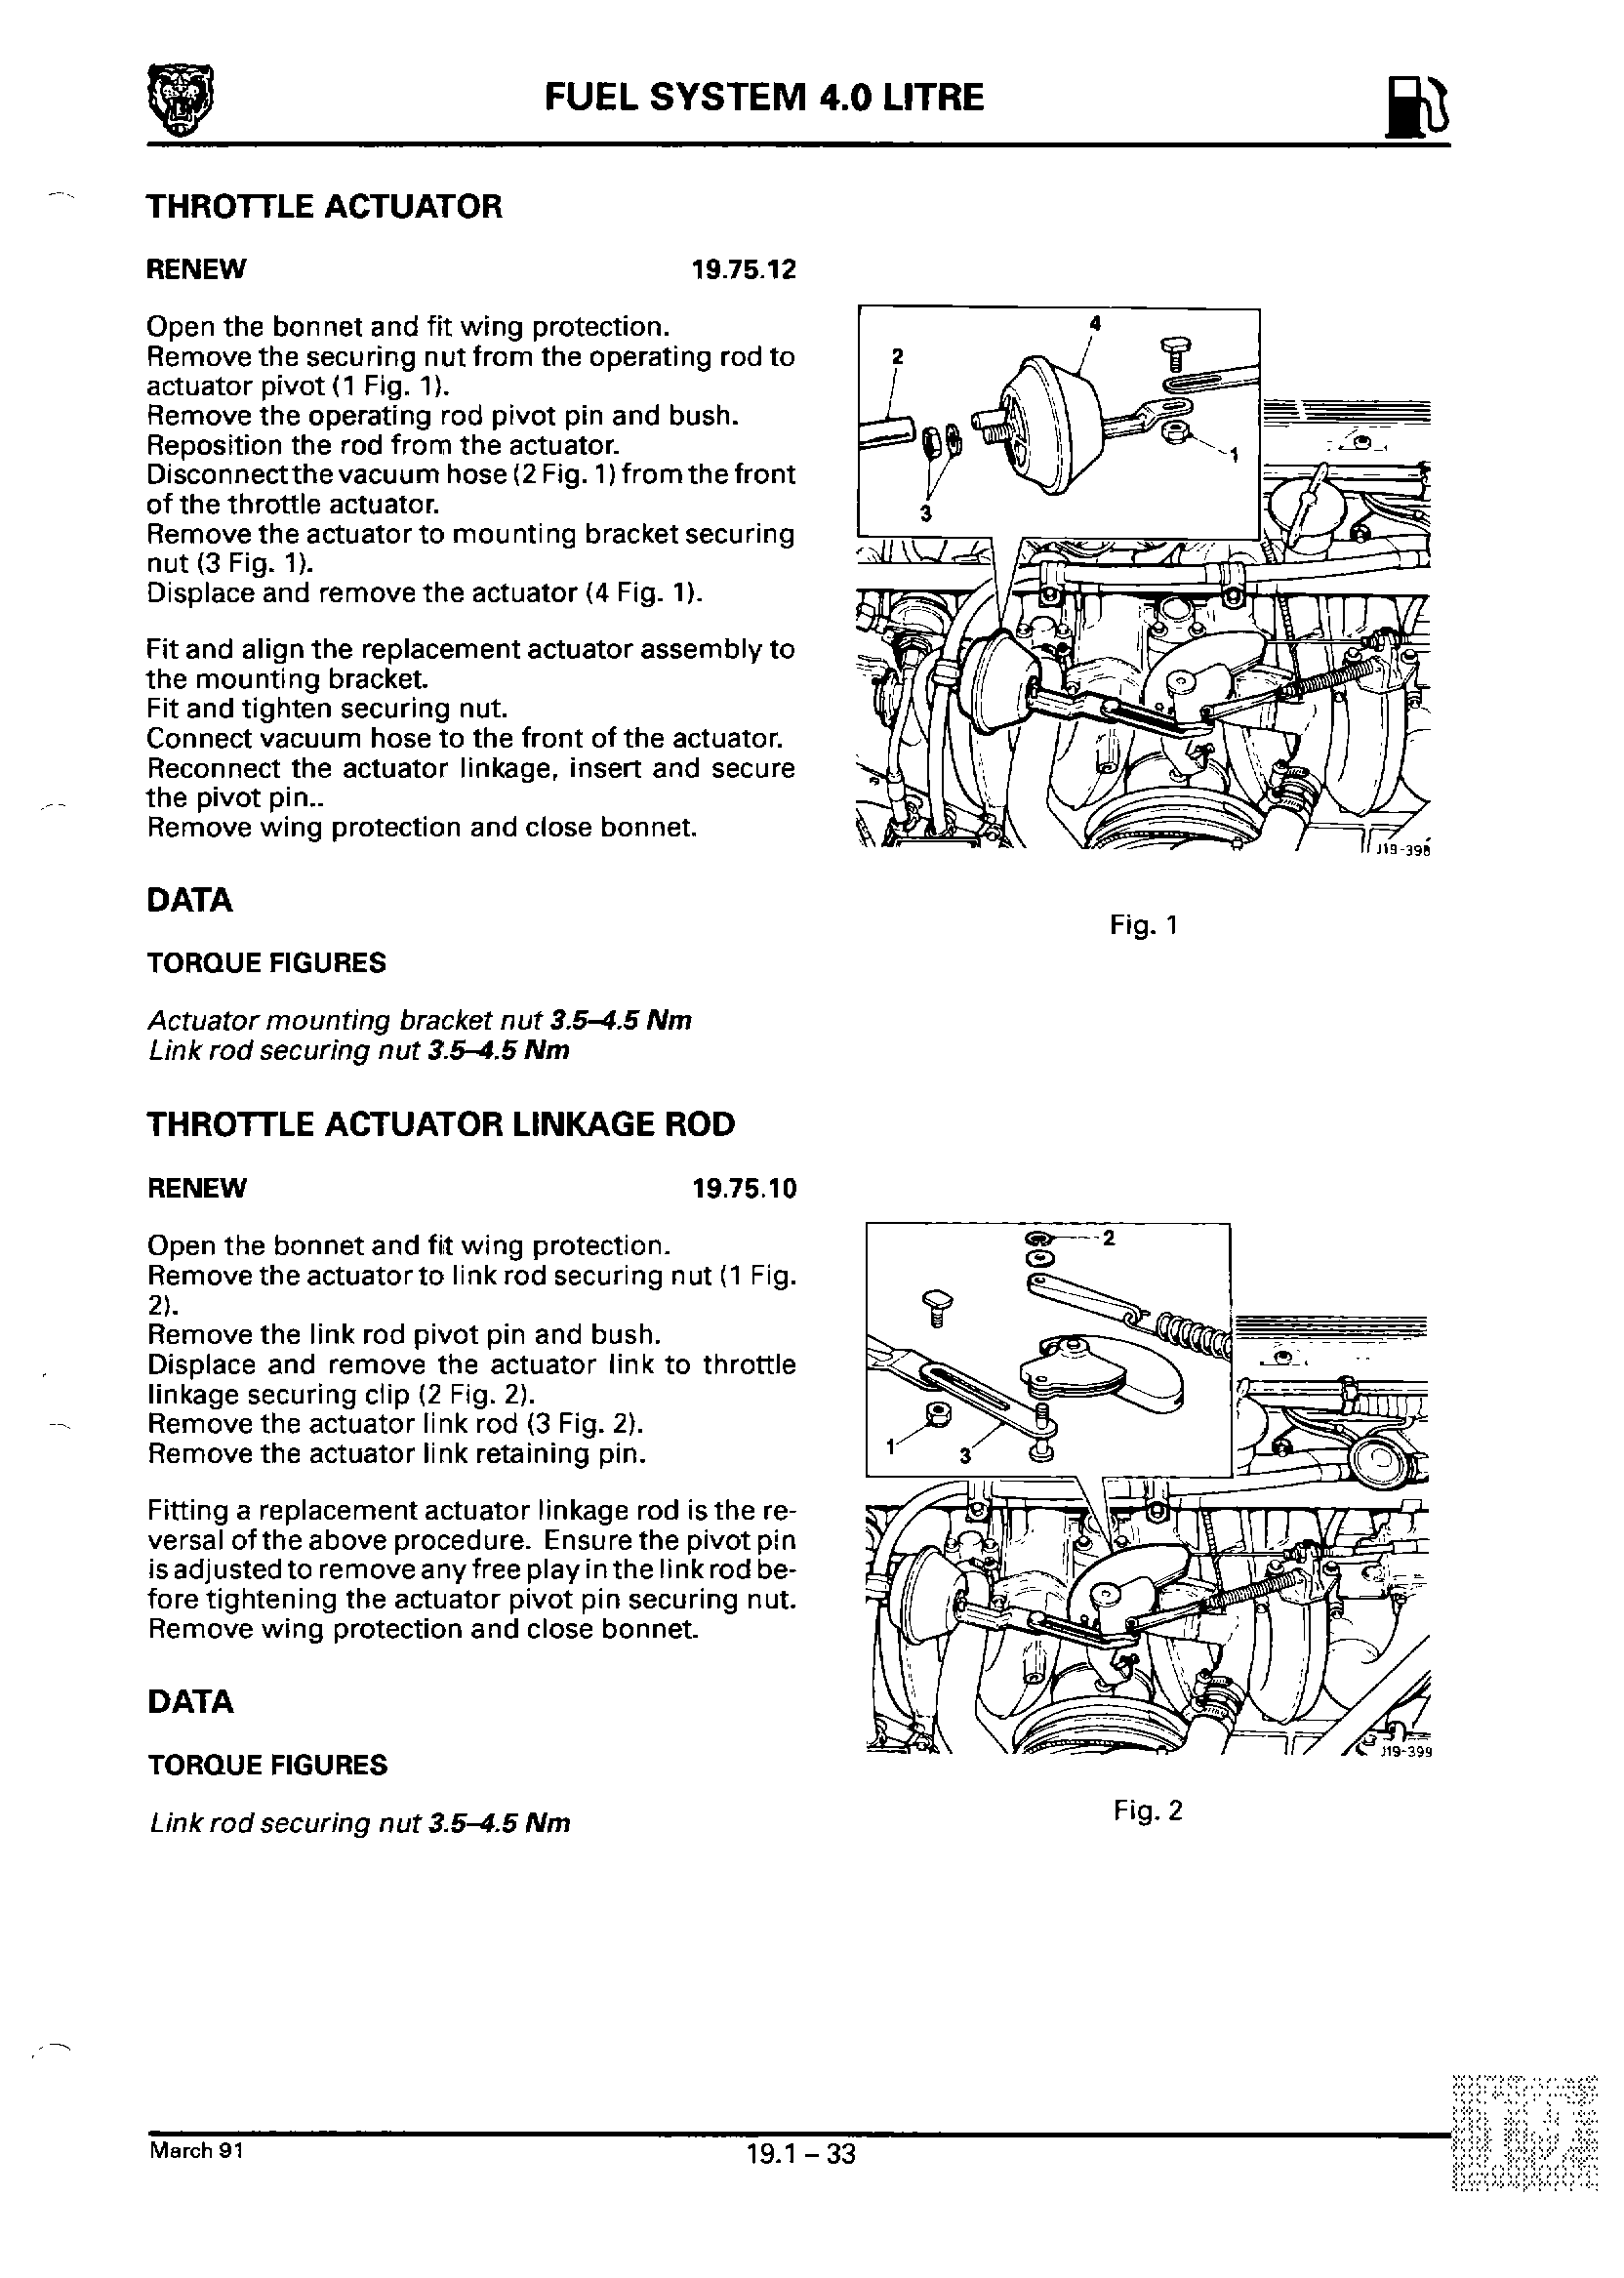 FUEL SYSTEM 4.0 LITRE
THROTTLE ACTUATOR
RENEW 19.75.12
Open the bonnet and fit wing protection.
Remove the securing nut from the operating rod to
actuator pivot (1 Fig. 1).
Remove the operating rod pivot pin and bush.
Reposition the rod from the actuator.
Disconnect the vacuum hose (2 Fig. 1) from the front
of the throttle actuator.
Remove the actuator to mounting bracket securing
nut (3 Fig. 1).
Displace and remove the actuator (4 Fig. 1).
Fit and align the replacement actuator assembly to
the mounting bracket.
Fit and tighten securing nut.
Connect vacuum hose to the front of the actuator.
Reconnect the actuator linkage, insert and secure
the pivot pin..
Remove wing protection and close bonnet.
DATA
TORQUE FIGURES
Actuator mounting bracket nut 3.5–4.5 Nm
Link rod securing nut 3.5–4.5 Nm
4
2
1
3
J19-398
Fig. 1
THROTTLE ACTUATOR LINKAGE ROD
RENEW 19.75.10
Open the bonnet and fit wing protection.
Remove the actuator to link rod securing nut (1 Fig.
2).
Remove the link rod pivot pin and bush.
Displace and remove the actuator link to throttle
linkage securing clip (2 Fig. 2).
Remove the actuator link rod (3 Fig. 2).
Remove the actuator link retaining pin.
Fitting a replacement actuator linkage rod is the re-
versal of the above procedure. Ensure the pivot pin
is adjusted to remove any free play in the link rod be-
fore tightening the actuator pivot pin securing nut.
Remove wing protection and close bonnet.
DATA
TORQUE FIGURES
Link rod securing nut 3.5–4.5 Nm
2
1
3
J19-399
Fig. 2
March 91
19.1 – 33
19